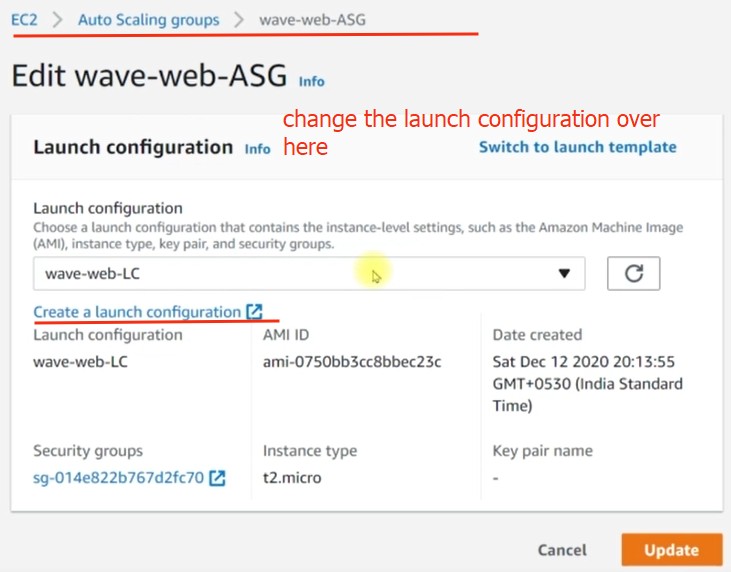 EC2 > Auto Scaling groups > wave-web-ASG
Edit wave-web-ASG Info
change the launch configuration over
here
Launch configuration Info
Switch to launch template
Launch configuration
Choose a launch configuration that contains the instance-level settings, such as the Amazon Machine Image
(AMI), instance type, key pair, and security groups.
wave-web-LC
Create a launch configuration
Launch configuration
wave-web-LC
AMI ID
ami-0750bb3cc8bbec23c
Date created
Sat Dec 12 2020 20:13:55
GMT+0530 (India Standard
Time)
Security groups
sg-014e822b767d2fc70
Instance type
t2.micro
Key pair name
-
Cancel
Update